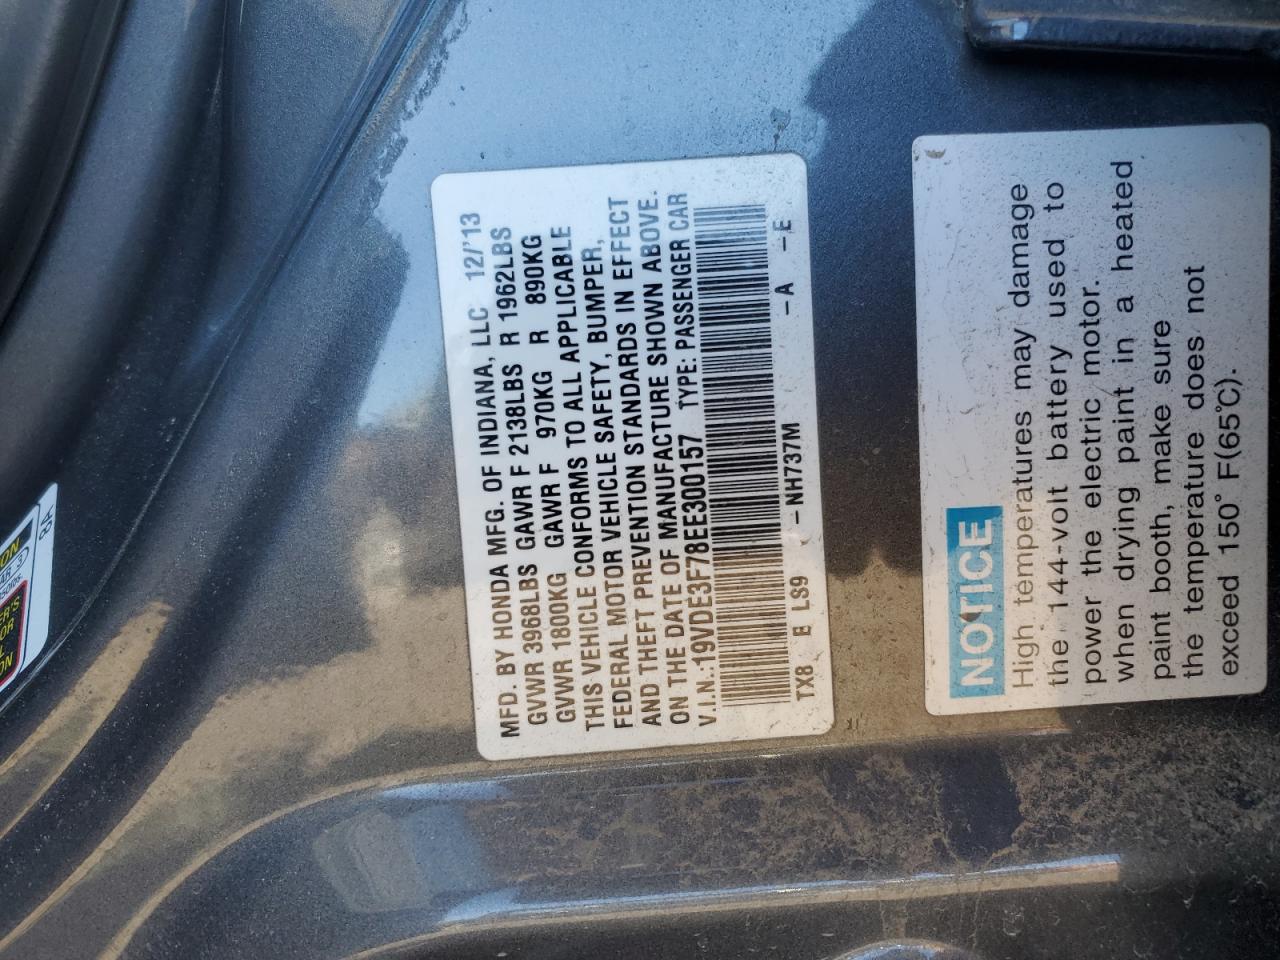 MFD. BY HONDA MFG. OF INDIANA, LLC 12/'13
GVWR 3968LBS GAWR F 2138LBS R 1962LBS
GVWR 1800KG GAWR F 970KG R 890KG
THIS VEHICLE CONFORMS TO ALL APPLICABLE
FEDERAL MOTOR VEHICLE SAFETY, BUMPER,
AND THEFT PREVENTION STANDARDS IN EFFECT
ON THE DATE OF MANUFACTURE SHOWN ABOVE.
V.I.N.:19VDE3F78EE300157 TYPE: PASSENGER CAR
TX8 E LS9 -NH737M -A -E
NOTICE
High temperatures may damage
the 144-volt battery used to
power the electric motor.
when drying paint in a heated
paint booth, make sure
the temperature does not
exceed 150° F(65℃).